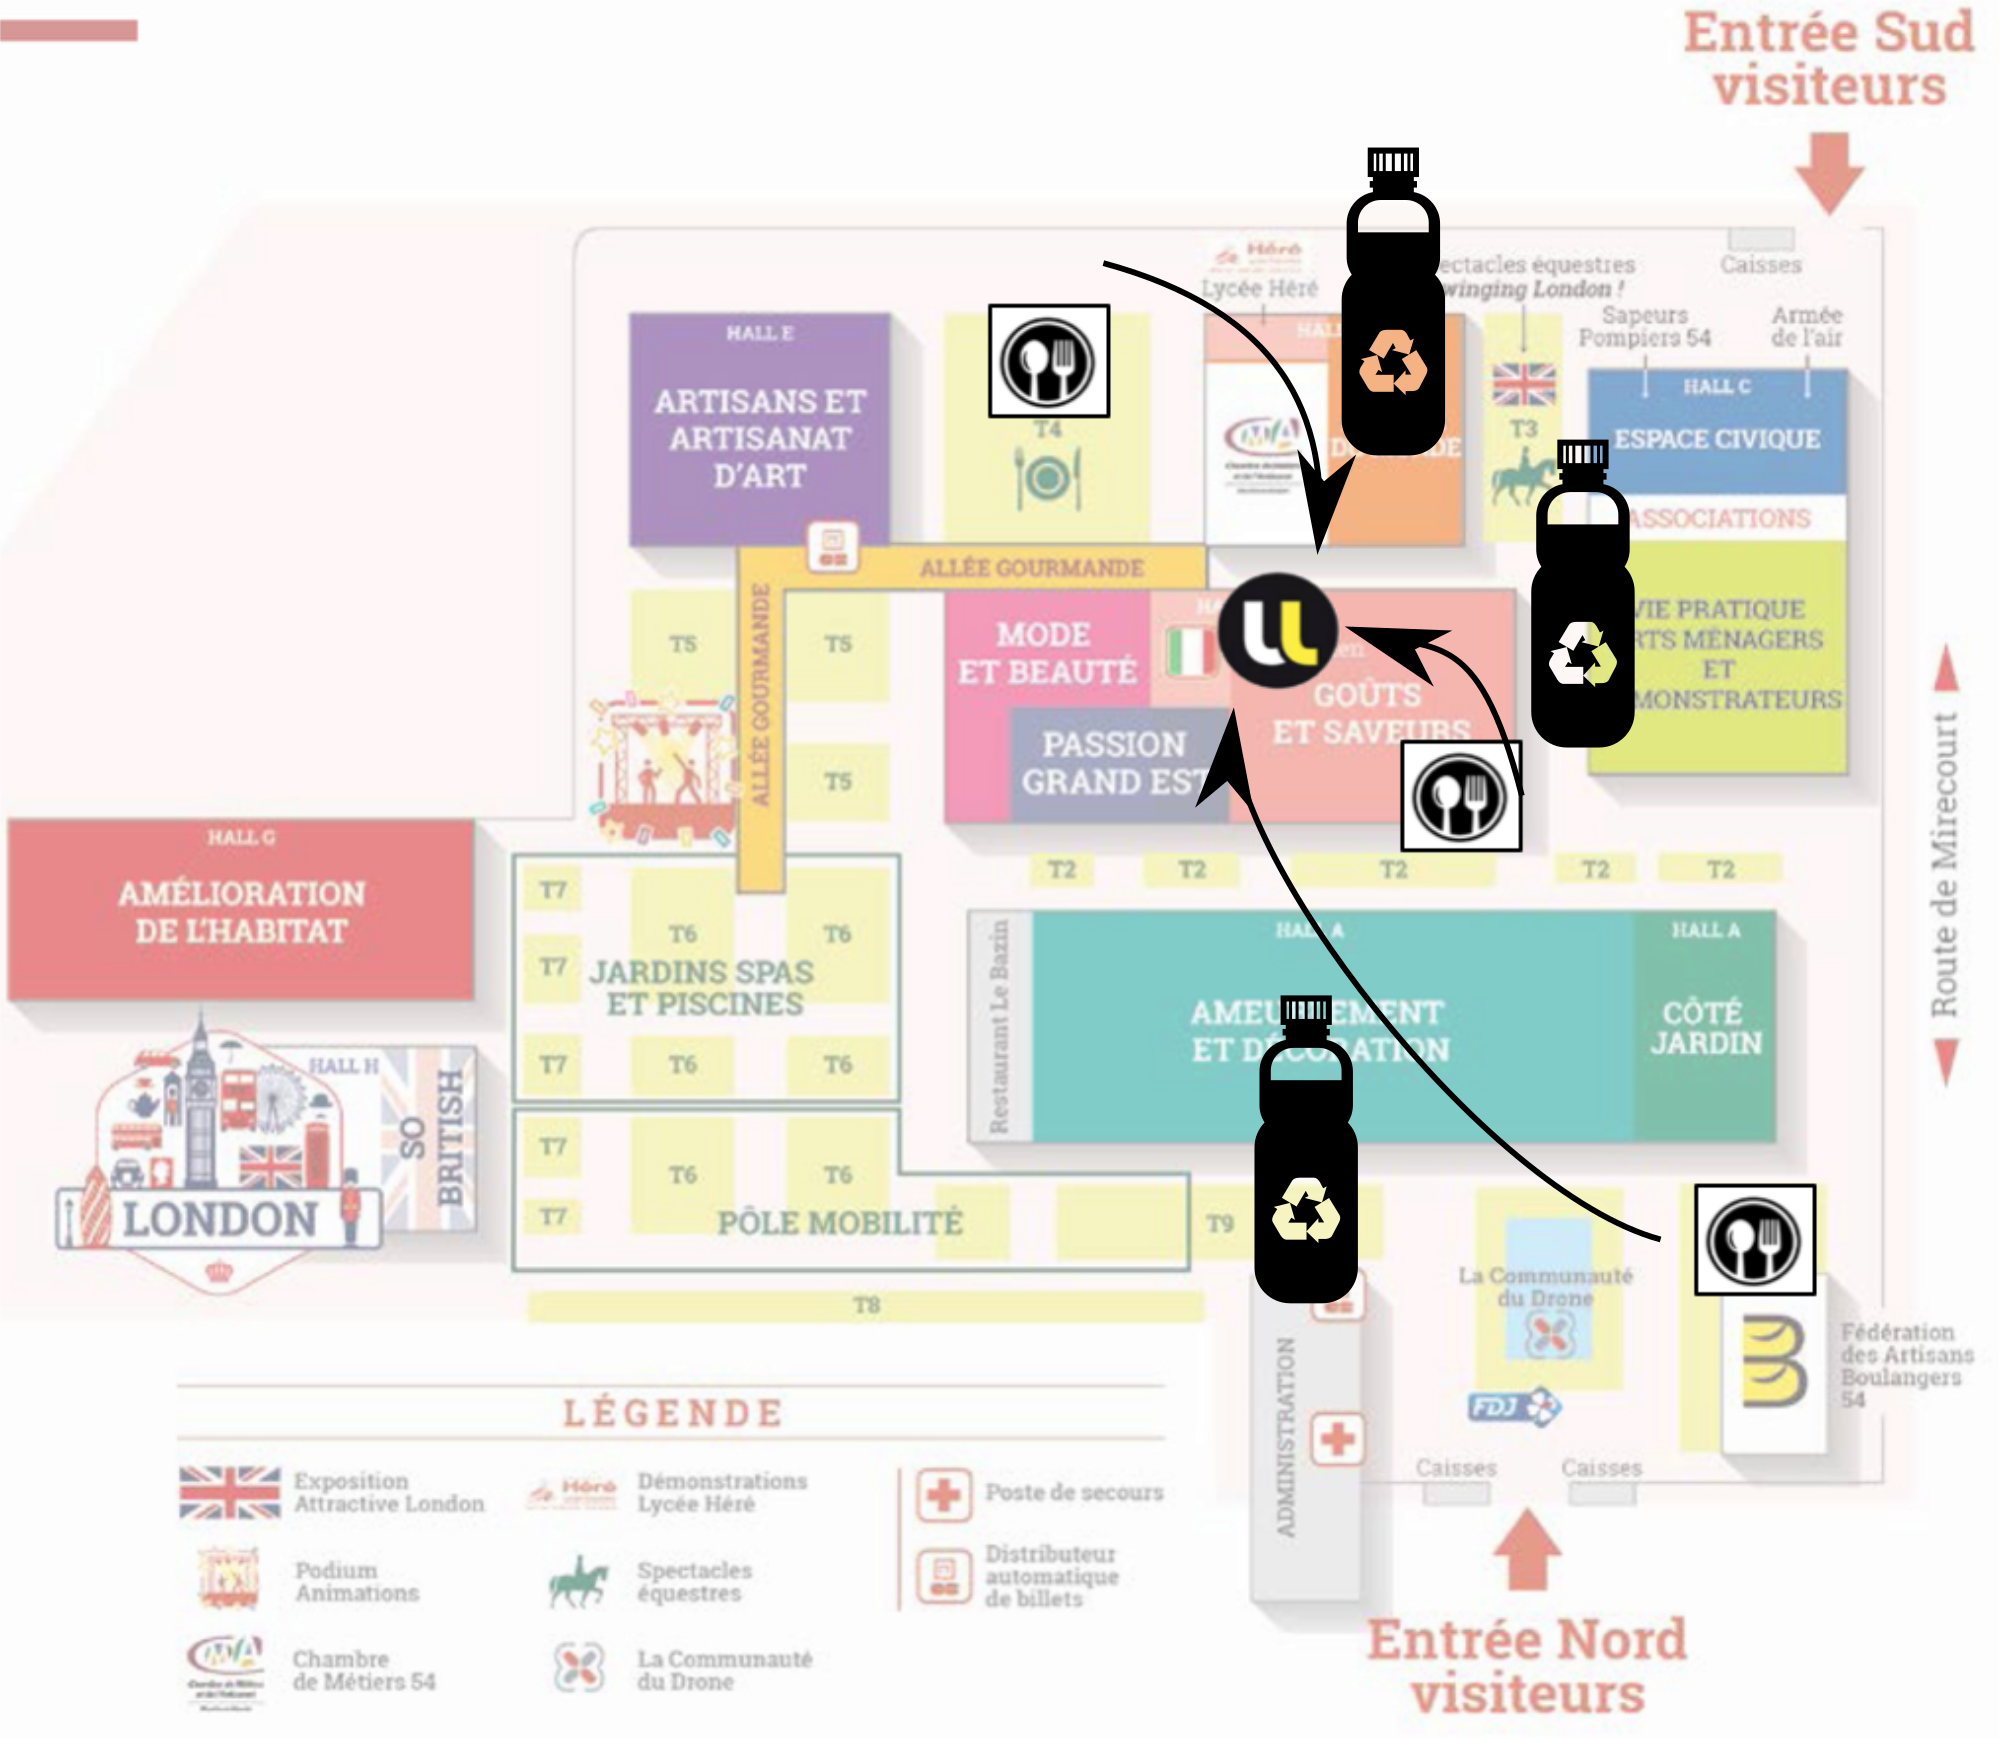 Entrée Sud
visiteurs
Caisses
Héré
Lycée Héré
ectacles équestres
winging London !
Sapeurs
Pompiers 54
Armée
de l'air
HALL E
ARTISANS ET
ARTISANAT
D'ART
T4
T3
HALL C
ESPACE CIVIQUE
ASSOCIATIONS
VIE PRATIQUE
RTS MÉNAGERS
ET
MONSTRATEURS
ALLÉE GOURMANDE
ALLÉE GOURMANDE
T5
T5
T5
MODE
ET BEAUTÉ
PASSION
GRAND EST
GOÛTS
ET SAVEURS
T2
T2
T2
T2
T2
Route de Mirecourt
HALL G
AMÉLIORATION
DE L'HABITAT
T7
T6
T6
T7
JARDINS SPAS
ET PISCINES
T7
T6
T6
Restaurant Le Bazin
HALL A
AMEU EMENT
ET DÉCORATION
HALL A
CÔTÉ
JARDIN
HALL H
SO
BRITISH
LONDON
T7
T6
T6
T7
PÔLE MOBILITÉ
T9
T8
La Communauté
du Drone
FDJ
Fédération
des Artisans
Boulangers
54
ADMINISTRATION
Caisses
Caisses
Entrée Nord
visiteurs
LÉGENDE
Exposition
Attractive London
Héré
Démonstrations
Lycée Héré
Poste de secours
Podium
Animations
Spectacles
équestres
Distributeur
automatique
de billets
Chambre
de Métiers 54
La Communauté
du Drone